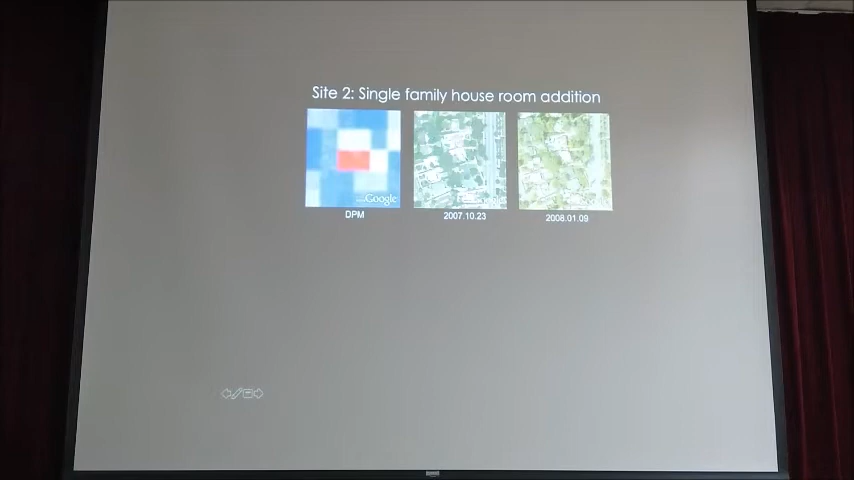 Site 2: Single family house room addition
Google
DPM
2007.10.23
2008.01.09